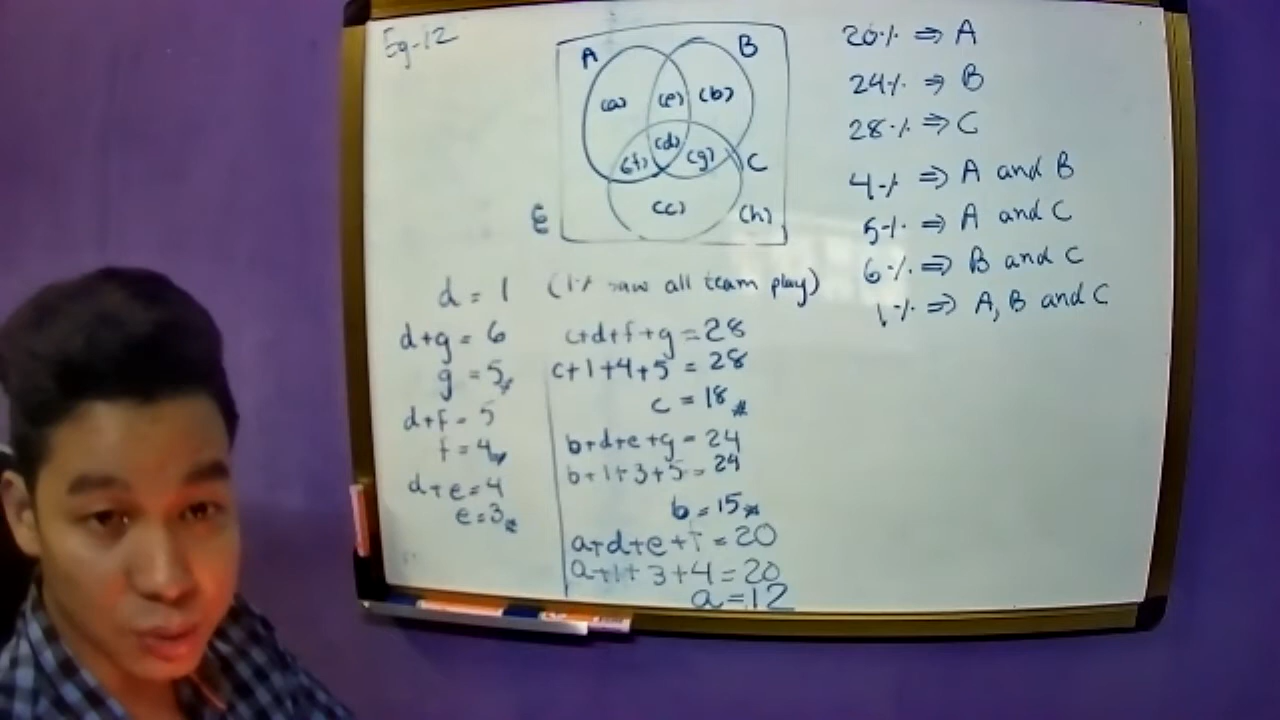 Eg-12
A
B
(a)
(e)
(b)
(d)
(f)
(g)
C
(c)
(h)
ξ
20% ⇒ A
24% ⇒ B
28% ⇒ C
4% ⇒ A and B
5% ⇒ A and C
6% ⇒ B and C
1% ⇒ A, B and C
d = 1 (1% saw all team play)
d+g = 6
g = 5
d+f = 5
f = 4
d+e = 4
e = 3
c+d+f+g = 28
c+1+4+5 = 28
c = 18
b+d+e+g = 24
b+1+3+5 = 24
b = 15
a+d+e+f = 20
a+1+3+4 = 20
a = 12